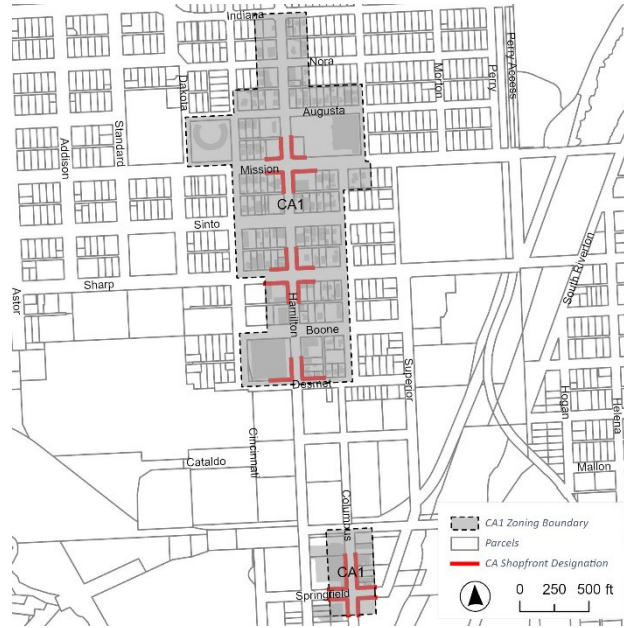 Indiana
Nora
Dakota
Morton
Perry
Perry Access
Augusta
Addison
Standard
Mission
CA1
Sinto
South Riverton
Sharp
Astor
Hamilton
Boone
Desmet
Superior
Hogan
Helena
Cincinnati
Cataldo
Mallon
Columbus
CA1
Springfield
CA1 Zoning Boundary
Parcels
CA Shopfront Designation
0 250 500 ft